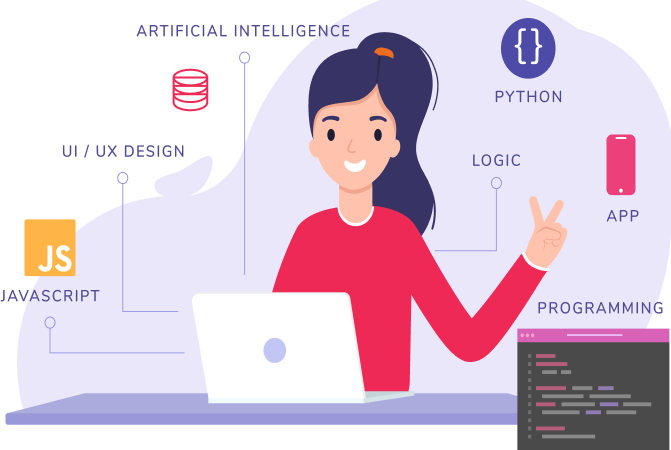 ARTIFICIAL INTELLIGENCE
{}
PYTHON
UI / UX DESIGN
LOGIC
APP
JS
JAVASCRIPT
PROGRAMMING